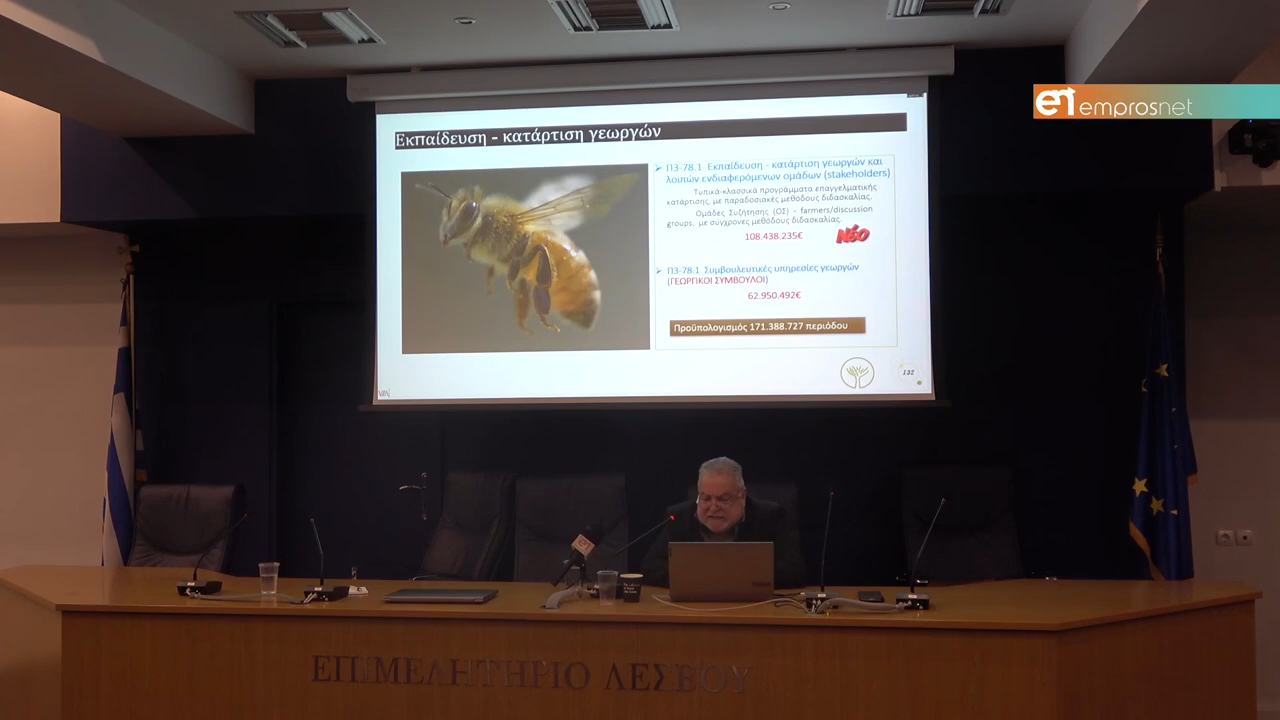 emprosnet
Εκπαίδευση - κατάρτιση γεωργών
Π3-78.1 Εκπαίδευση - κατάρτιση γεωργών και
λοιπών ενδιαφερόμενων ομάδων (stakeholders)
Τυπικά-κλασσικά προγράμματα επαγγελματικής
κατάρτισης, με παραδοσιακές μεθόδους διδασκαλίας.
Ομάδες Συζήτησης (ΟΣ) - farmers/discussion
groups, με σύγχρονες μεθόδους διδασκαλίας.
108.438.235€
Νέο
Π3-78.1 Συμβουλευτικές υπηρεσίες γεωργών
(ΓΕΩΡΓΙΚΟΙ ΣΥΜΒΟΥΛΟΙ)
62.950.492€
Προϋπολογισμός 171.388.727 περιόδου
132
ΕΠΙΜΕΛΗΤΗΡΙΟ ΛΕΣΒΟΥ